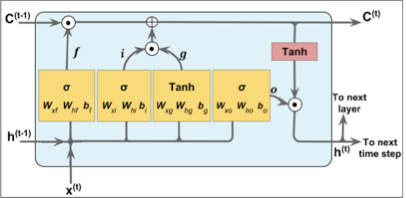 C(t-1)
C(t)
f
i
g
Tanh
σ
Wxf Whf bf
σ
Wxi Whi bi
Tanh
Wxg Whg bg
σ
Wxo Who bo
o
To next
layer
h(t-1)
h(t)
To next
time step
x(t)